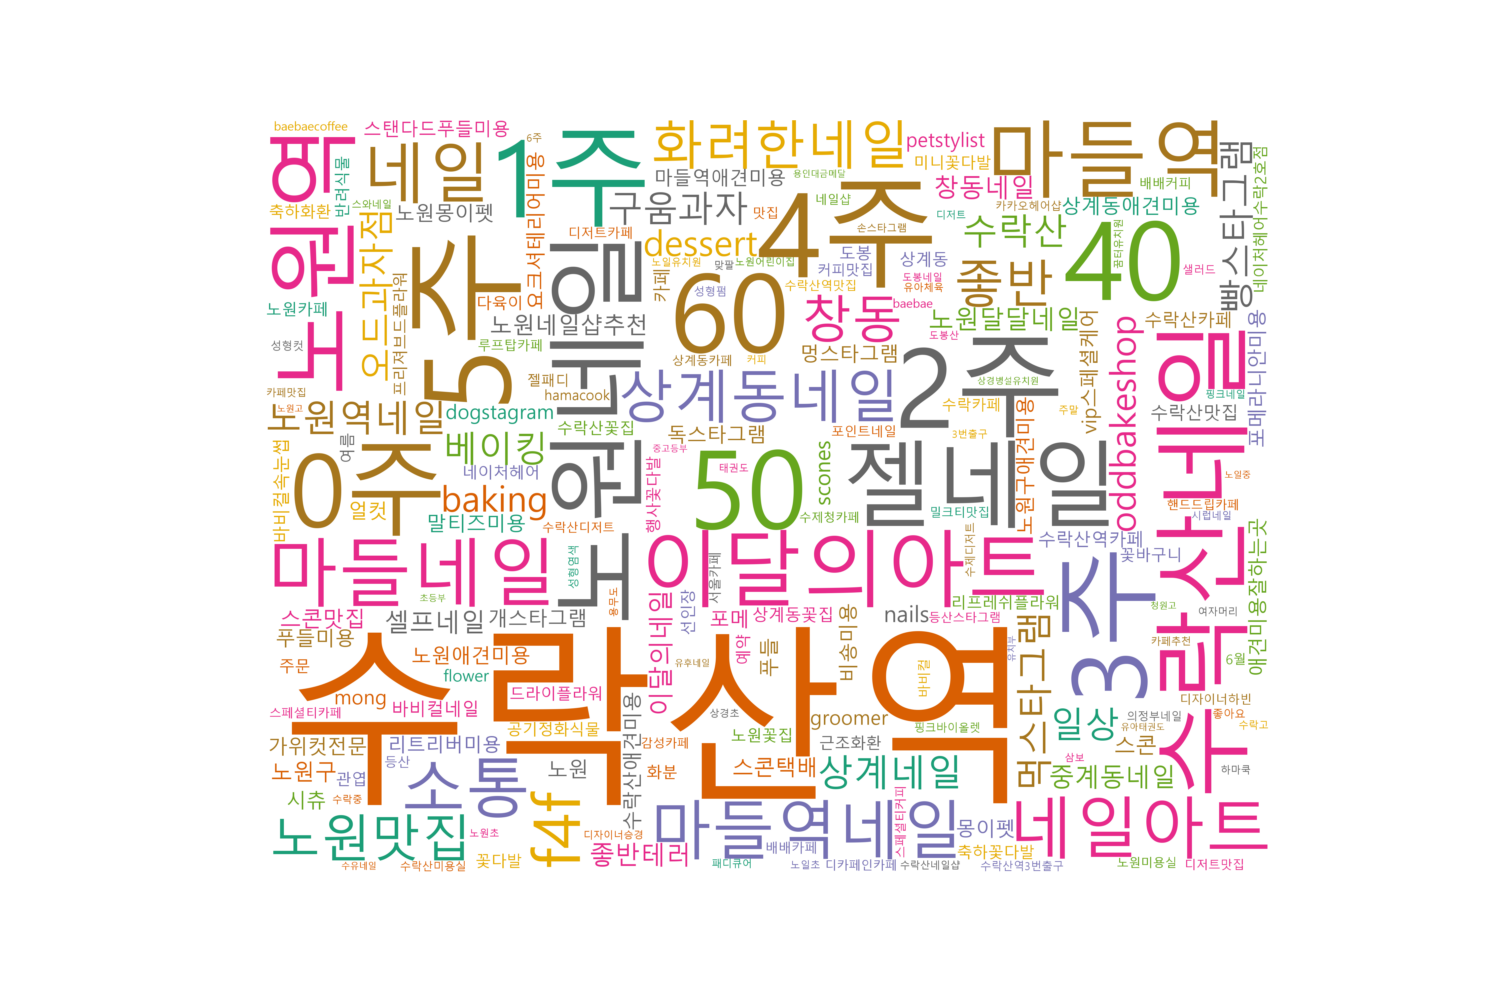 baebaecoffee
스탠다드푸들미용
6주
1주
화려한네일
petstylist
마들역
노원역
반려식물
네일
축하화환
스와네일
노원몽이펫
요크셔테리어미용
마들역애견미용
용인대금메달
미니꽃다발
창동네일
배배커피
빵스타그램
네이처헤어수락2호점
오드과자점
구움과자
맛집
네일샵
4주
카카오헤어샵
상계동애견미용
디저트카페
dessert
손스타그램
디저트
수락산
40
꿈터유치원
5주
프리저브드플라워
노원네일
카페
노일유치원
맞팔
노원어린이집
도봉
커피맛집
상계동
좋반
샐러드
노원카페
다육이
60
성형펌
수락산역맛집
도봉네일
유아체육
baebae
창동
노원네일샵추천
노원달달네일
수락산카페
도봉산
성형컷
루프탑카페
상계동카페
커피
멍스타그램
2주
vip스페셜케어
oddbakeshop
수락산네일
포메라니안미용
카페맛집
노원고
젤패디
hamacook
상계동네일
상경병설유치원
수락카페
주말
핑크네일
수락산맛집
노원역네일
dogstagram
수락산꽃집
독스타그램
포인트네일
3번출구
노원구애견미용
바비컬속눈썹
여름
베이킹
네이처헤어
중고등부
태권도
50
scones
젤네일
노일중
0주
얼컷
baking
행사꽃다발
밀크티맛집
핸드드립카페
시럽네일
말티즈미용
수락산디저트
수제청카페
수락산역카페
애견미용잘하는곳
마들네일
성형염색
서울카페
이달의아트
수제디저트
꽃바구니
3주
초등부
용무도
이달의네일
선인장
리프레쉬플라워
청원고
여자머리
스콘맛집
셀프네일
개스타그램
포메
상계동꽃집
비숑미용
nails
등산스타그램
먹스타그램
푸들미용
수락산역
예약
푸들
유치부
카페추천
주문
노원애견미용
flower
유후네일
바비컬
6월
mong
드라이플라워
디자이너하빈
스페셜티카페
바비컬네일
수락산애견미용
상경초
groomer
핑크바이올렛
일상
의정부네일
좋아요
유아태권도
수락고
가위컷전문
리트리버미용
공기정화식물
감성카페
노원꽃집
근조화환
스콘
노원구
관엽
등산
소통
노원
화분
스콘택배
상계네일
삼보
중계동네일
하마쿡
시츄
수락중
f4f
스페셜티커피
노원맛집
노원초
디자이너승경
마들역네일
몽이펫
네일아트
좋반테러
배배카페
축하꽃다발
수유네일
수락산미용실
꽃다발
패디큐어
노일초
디카페인카페
수락산네일샵
수락산역3번출구
노원미용실
디저트맛집